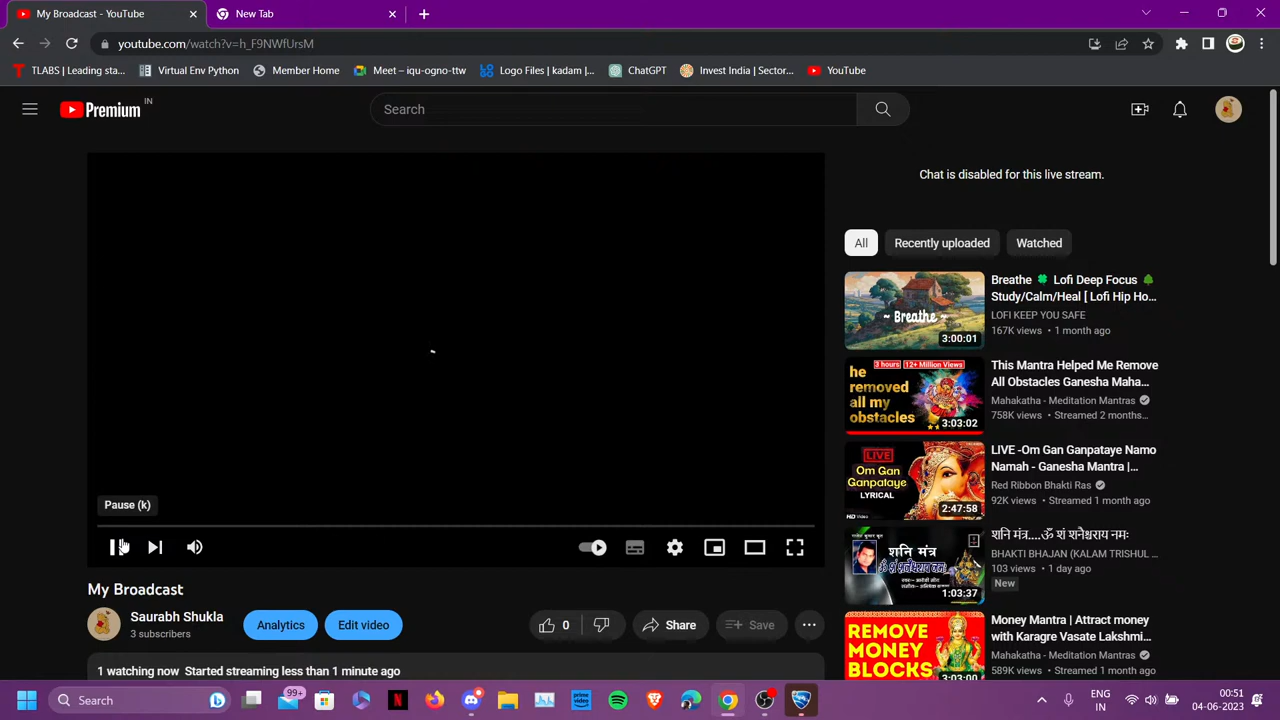 My Broadcast - YouTube
New Tab
youtube.com/watch?v=h_F9NWfUrsM
TLABS | Leading sta...
Virtual Env Python
Member Home
Meet – iqu-ogno-ttw
Logo Files | kadam |...
ChatGPT
Invest India | Sector...
YouTube
Premium IN
Search
Chat is disabled for this live stream.
All
Recently uploaded
Watched
~ Breathe ~
3:00:01
Breathe 🍀 Lofi Deep Focus 🌳
Study/Calm/Heal [ Lofi Hip Ho...
LOFI KEEP YOU SAFE
167K views • 1 month ago
3 hours
12+ Million Views
he
removed
all my
obstacles
3:03:02
This Mantra Helped Me Remove
All Obstacles Ganesha Maha...
Mahakatha - Meditation Mantras
758K views • Streamed 2 months...
LIVE
Om Gan
Ganpataye
LYRICAL
HD Video
2:47:58
LIVE -Om Gan Ganpataye Namo
Namah - Ganesha Mantra |...
Red Ribbon Bhakti Ras
92K views • Streamed 1 month ago
शनि मंत्र
1:03:37
शनि मंत्र....ॐ शं शनैश्चराय नमः
BHAKTI BHAJAN (KALAM TRISHUL ...
103 views • 1 day ago
New
REMOVE
MONEY
BLOCKS
3:03:00
Money Mantra | Attract money
with Karagre Vasate Lakshmi...
Mahakatha - Meditation Mantras
589K views • Streamed 1 month ago
Pause (k)
My Broadcast
Saurabh Shukla
3 subscribers
Analytics
Edit video
0
Share
Save
1 watching now Started streaming less than 1 minute ago
Search
99+
ENG
IN
00:51
04-06-2023